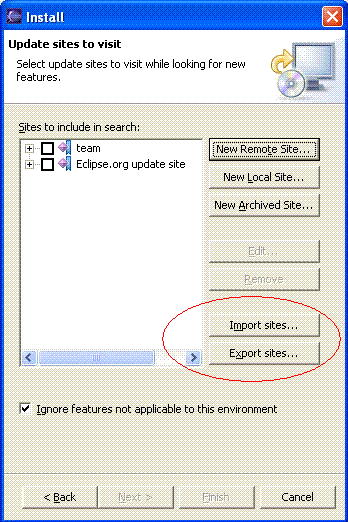 Install
Update sites to visit
Select update sites to visit while looking for new
features.
Sites to include in search:
team
Eclipse.org update site
New Remote Site...
New Local Site...
New Archived Site...
Edit...
Remove
Import sites...
Export sites...
Ignore features not applicable to this environment
< Back
Next >
Finish
Cancel